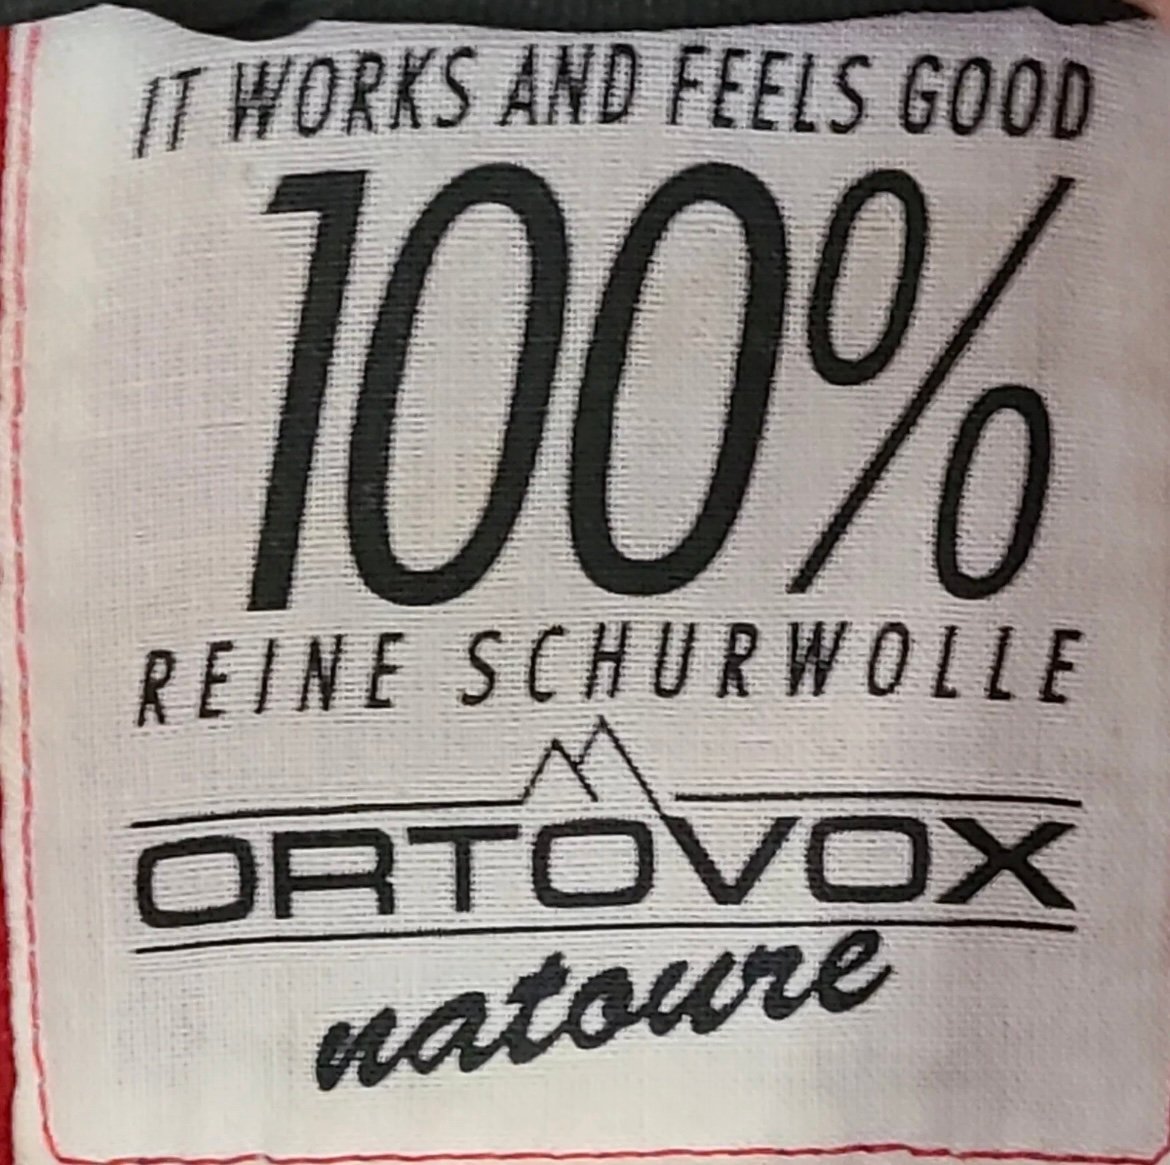 IT WORKS AND FEELS GOOD
100%
REINE SCHURWOLLE
ORTOVOX
natoure